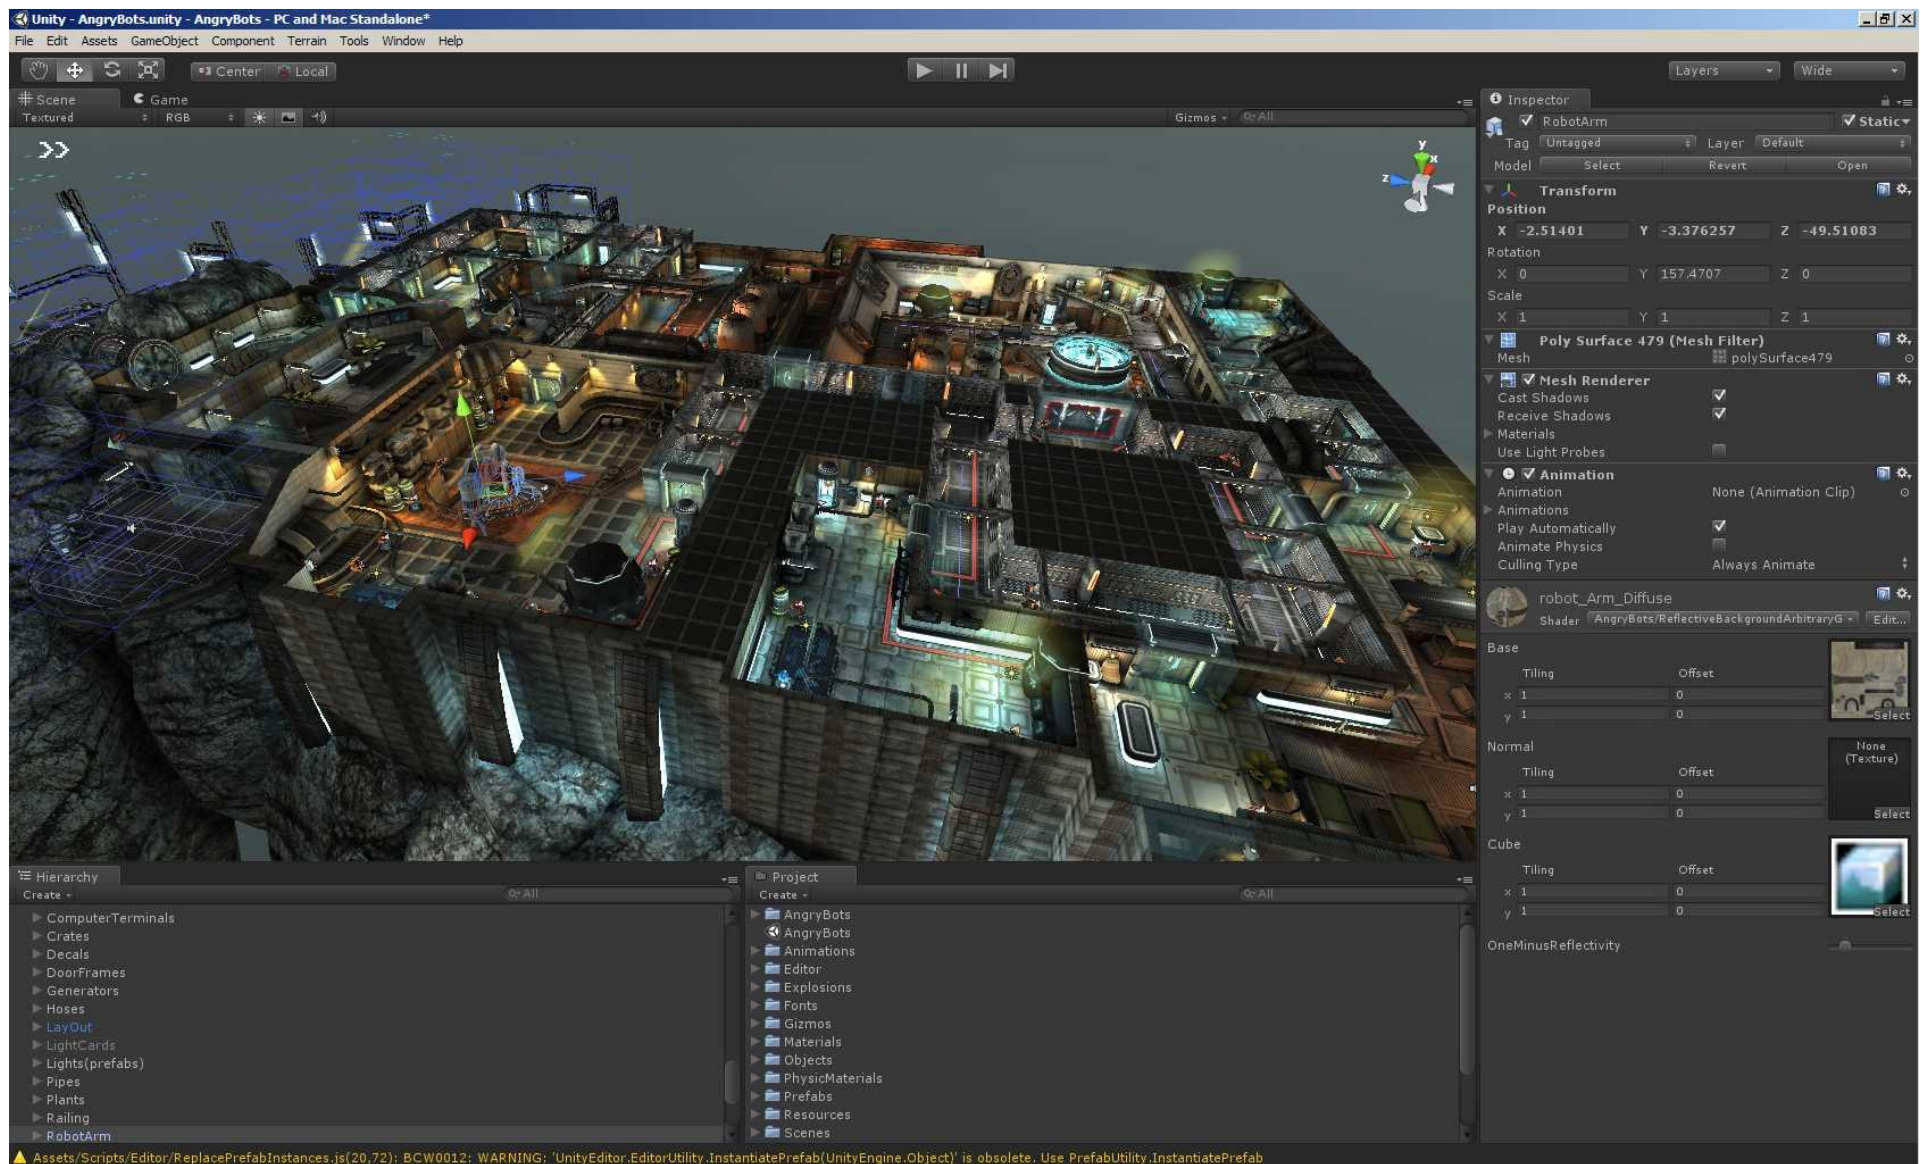 Unity - AngryBots.unity - AngryBots - PC and Mac Standalone*
File Edit Assets GameObject Component Terrain Tools Window Help
Center Local
Layers Wide
Scene Game
Textured RGB Gizmos All
SECTOR 08
y
x
z
Inspector
RobotArm Static
Tag Untagged Layer Default
Model Select Revert Open
Transform
Position
X -2.51401 Y -3.376257 Z -49.51083
Rotation
X 0 Y 157.4707 Z 0
Scale
X 1 Y 1 Z 1
Poly Surface 479 (Mesh Filter)
Mesh polySurface479
Mesh Renderer
Cast Shadows
Receive Shadows
Materials
Use Light Probes
Animation
Animation None (Animation Clip)
Animations
Play Automatically
Animate Physics
Culling Type Always Animate
robot_Arm_Diffuse
Shader AngryBots/ReflectiveBackgroundArbitraryG Edit...
Base
Tiling Offset
x 1 0
y 1 0
Select
Normal
None
(Texture)
Tiling Offset
x 1 0
y 1 0
Select
Cube
Tiling Offset
x 1 0
y 1 0
Select
OneMinusReflectivity
Hierarchy
Create All
ComputerTerminals
Crates
Decals
DoorFrames
Generators
Hoses
LayOut
LightCards
Lights(prefabs)
Pipes
Plants
Railing
RobotArm
Project
Create All
AngryBots
AngryBots
Animations
Editor
Explosions
Fonts
Gizmos
Materials
Objects
PhysicMaterials
Prefabs
Resources
Scenes
Assets/Scripts/Editor/ReplacePrefabInstances.js(20,72): BCW0012: WARNING: 'UnityEditor.EditorUtility.InstantiatePrefab(UnityEngine.Object)' is obsolete. Use PrefabUtility.InstantiatePrefab